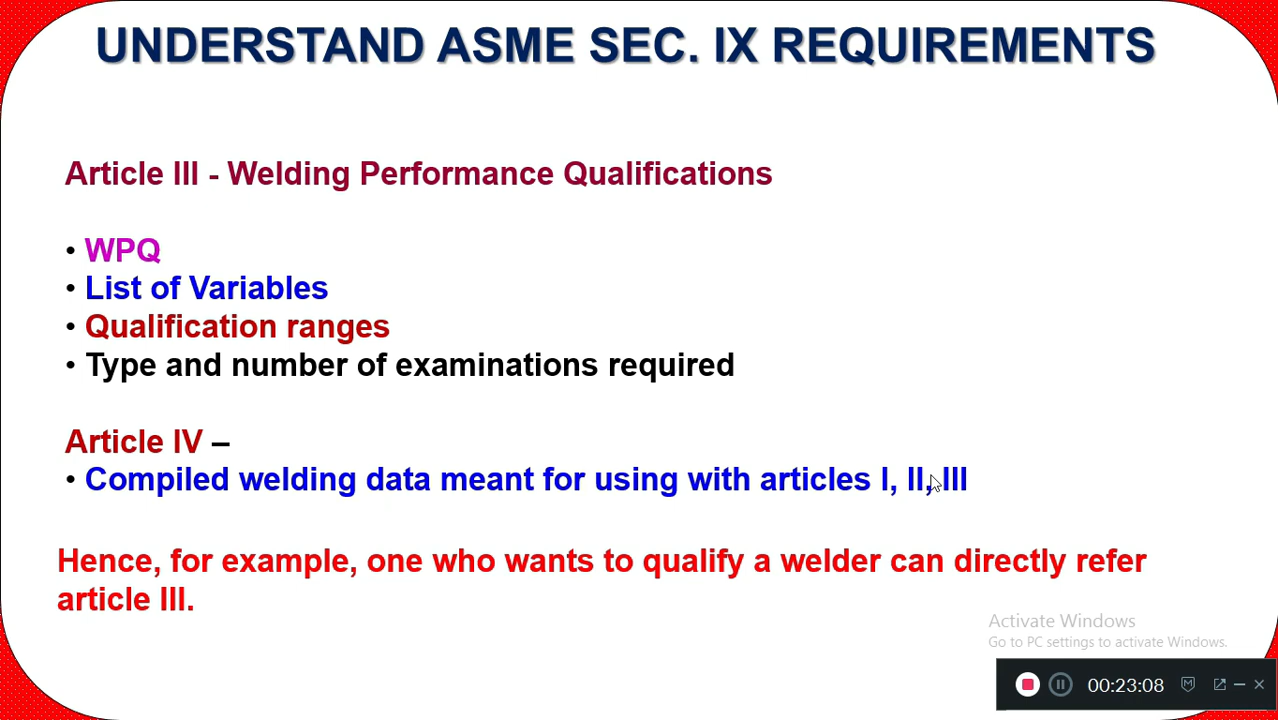 UNDERSTAND ASME SEC. IX REQUIREMENTS
Article III - Welding Performance Qualifications
• WPQ
• List of Variables
• Qualification ranges
• Type and number of examinations required
Article IV –
• Compiled welding data meant for using with articles I, II, III
Hence, for example, one who wants to qualify a welder can directly refer
article III.
Activate Windows
Go to PC settings to activate Windows.
00:23:08